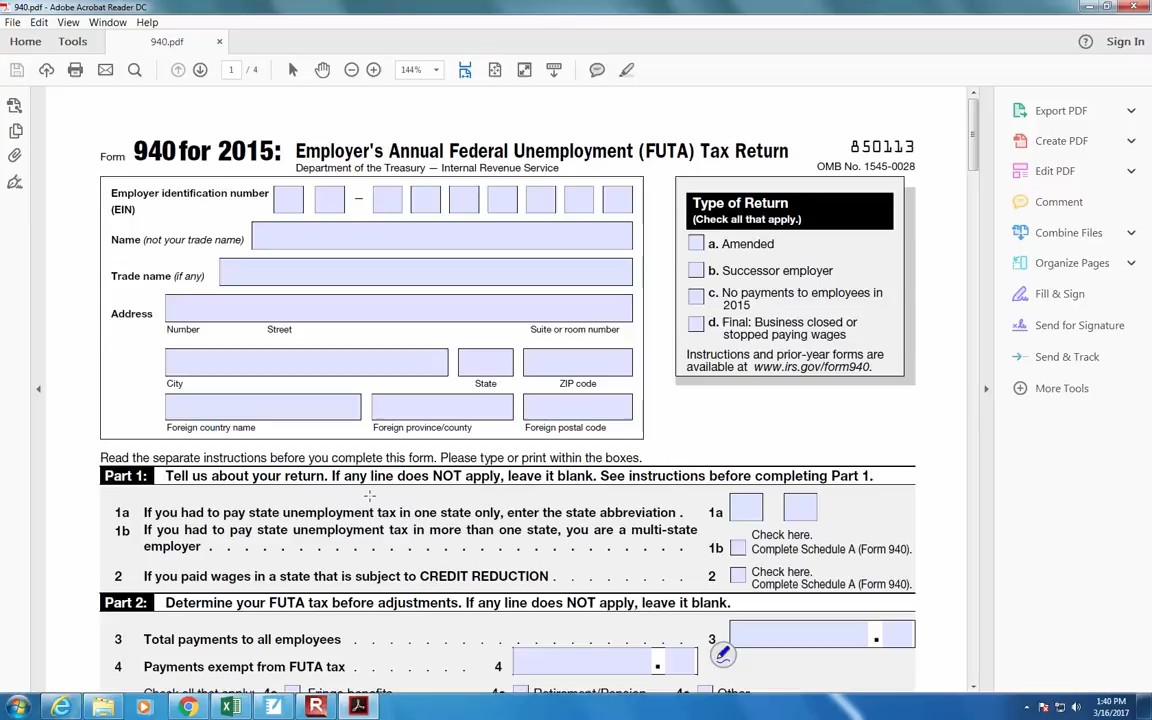 940.pdf - Adobe Acrobat Reader DC
File Edit View Window Help
Home Tools 940.pdf × ? Sign In
1 / 4 144%
Export PDF
Create PDF
Edit PDF
Comment
Combine Files
Organize Pages
Fill & Sign
Send for Signature
Send & Track
More Tools
Form 940 for 2015: Employer's Annual Federal Unemployment (FUTA) Tax Return
850113
Department of the Treasury — Internal Revenue Service
OMB No. 1545-0028
Employer identification number
(EIN)
–
Name (not your trade name)
Trade name (if any)
Address
Number Street Suite or room number
City State ZIP code
Foreign country name Foreign province/county Foreign postal code
Type of Return
(Check all that apply.)
a. Amended
b. Successor employer
c. No payments to employees in
2015
d. Final: Business closed or
stopped paying wages
Instructions and prior-year forms are
available at www.irs.gov/form940.
Read the separate instructions before you complete this form. Please type or print within the boxes.
Part 1: Tell us about your return. If any line does NOT apply, leave it blank. See instructions before completing Part 1.
1a If you had to pay state unemployment tax in one state only, enter the state abbreviation . 1a
1b If you had to pay state unemployment tax in more than one state, you are a multi-state
employer . . . . . . . . . . . . . . . . . . . . . . . 1b Check here.
Complete Schedule A (Form 940).
2 If you paid wages in a state that is subject to CREDIT REDUCTION . . . . . . . . 2 Check here.
Complete Schedule A (Form 940).
Part 2: Determine your FUTA tax before adjustments. If any line does NOT apply, leave it blank.
3 Total payments to all employees . . . . . . . . . . . . . . . . 3 .
4 Payments exempt from FUTA tax . . . . . . . 4 .
Check all that apply: 4a Fringe benefits 4c Retirement/Pension 4e Other
1:40 PM
3/16/2017